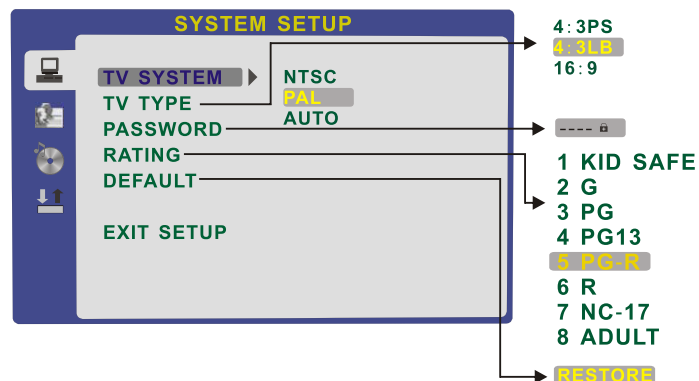 SYSTEM SETUP
TV SYSTEM
TV TYPE
PASSWORD
RATING
DEFAULT
EXIT SETUP
NTSC
PAL
AUTO
4:3PS
4:3LB
16:9
----
1 KID SAFE
2 G
3 PG
4 PG13
5 PG-R
6 R
7 NC-17
8 ADULT
RESTORE